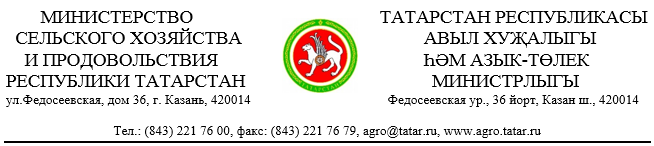 МИНИСТЕРСТВО
СЕЛЬСКОГО ХОЗЯЙСТВА
И ПРОДОВОЛЬСТВИЯ
РЕСПУБЛИКИ ТАТАРСТАН
ул.Федосеевская, дом 36, г. Казань, 420014
ТАТАРСТАН
ТАТАРСТАН РЕСПУБЛИКАСЫ
АВЫЛ ХУҖАЛЫГЫ
ҺӘМ АЗЫК-ТӨЛЕК
МИНИСТРЛЫГЫ
Федосеевская ур., 36 йорт, Казан ш., 420014
Тел.: (843) 221 76 00, факс: (843) 221 76 79, agro@tatar.ru, www.agro.tatar.ru